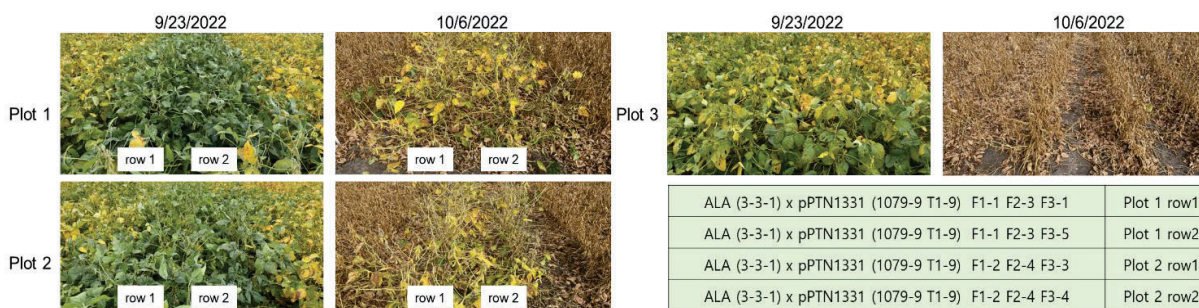 9/23/2022
10/6/2022
9/23/2022
10/6/2022
Plot 1
row 1
row 2
row 1
row 2
Plot 3
Plot 2
row 1
row 2
row 1
row 2
ALA (3-3-1) x pPTN1331 (1079-9 T1-9) F1-1 F2-3 F3-1 Plot 1 row1
ALA (3-3-1) x pPTN1331 (1079-9 T1-9) F1-1 F2-3 F3-5 Plot 1 row2
ALA (3-3-1) x pPTN1331 (1079-9 T1-9) F1-2 F2-4 F3-3 Plot 2 row1
ALA (3-3-1) x pPTN1331 (1079-9 T1-9) F1-2 F2-4 F3-4 Plot 2 row2